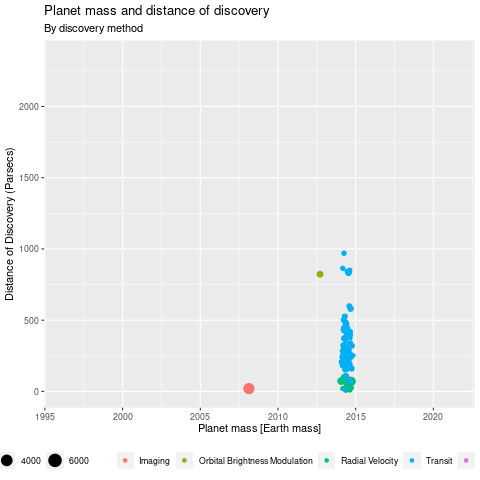 Planet mass and distance of discovery
By discovery method
Distance of Discovery (Parsecs)
2000
1500
1000
500
0
1995
2000
2005
2010
2015
2020
Planet mass [Earth mass]
4000
6000
Imaging
Orbital Brightness Modulation
Radial Velocity
Transit